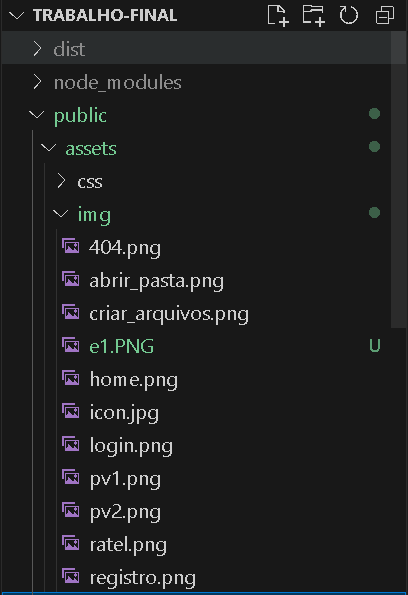 TRABALHO-FINAL
dist
node_modules
public
assets
css
img
404.png
abrir_pasta.png
criar_arquivos.png
e1.PNG U
home.png
icon.jpg
login.png
pv1.png
pv2.png
ratel.png
registro.png